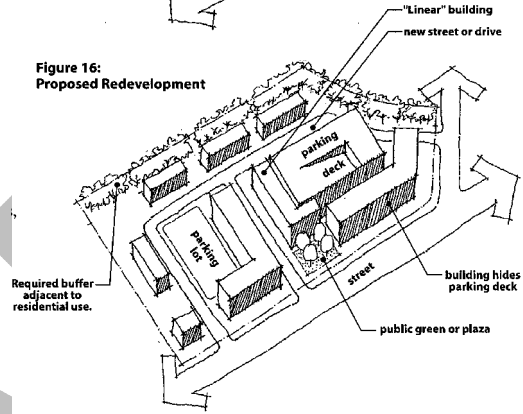 "Linear" building
new street or drive
Figure 16:
Proposed Redevelopment
parking
deck
parking
lot
street
Required buffer
adjacent to
residential use.
building hides
parking deck
public green or plaza